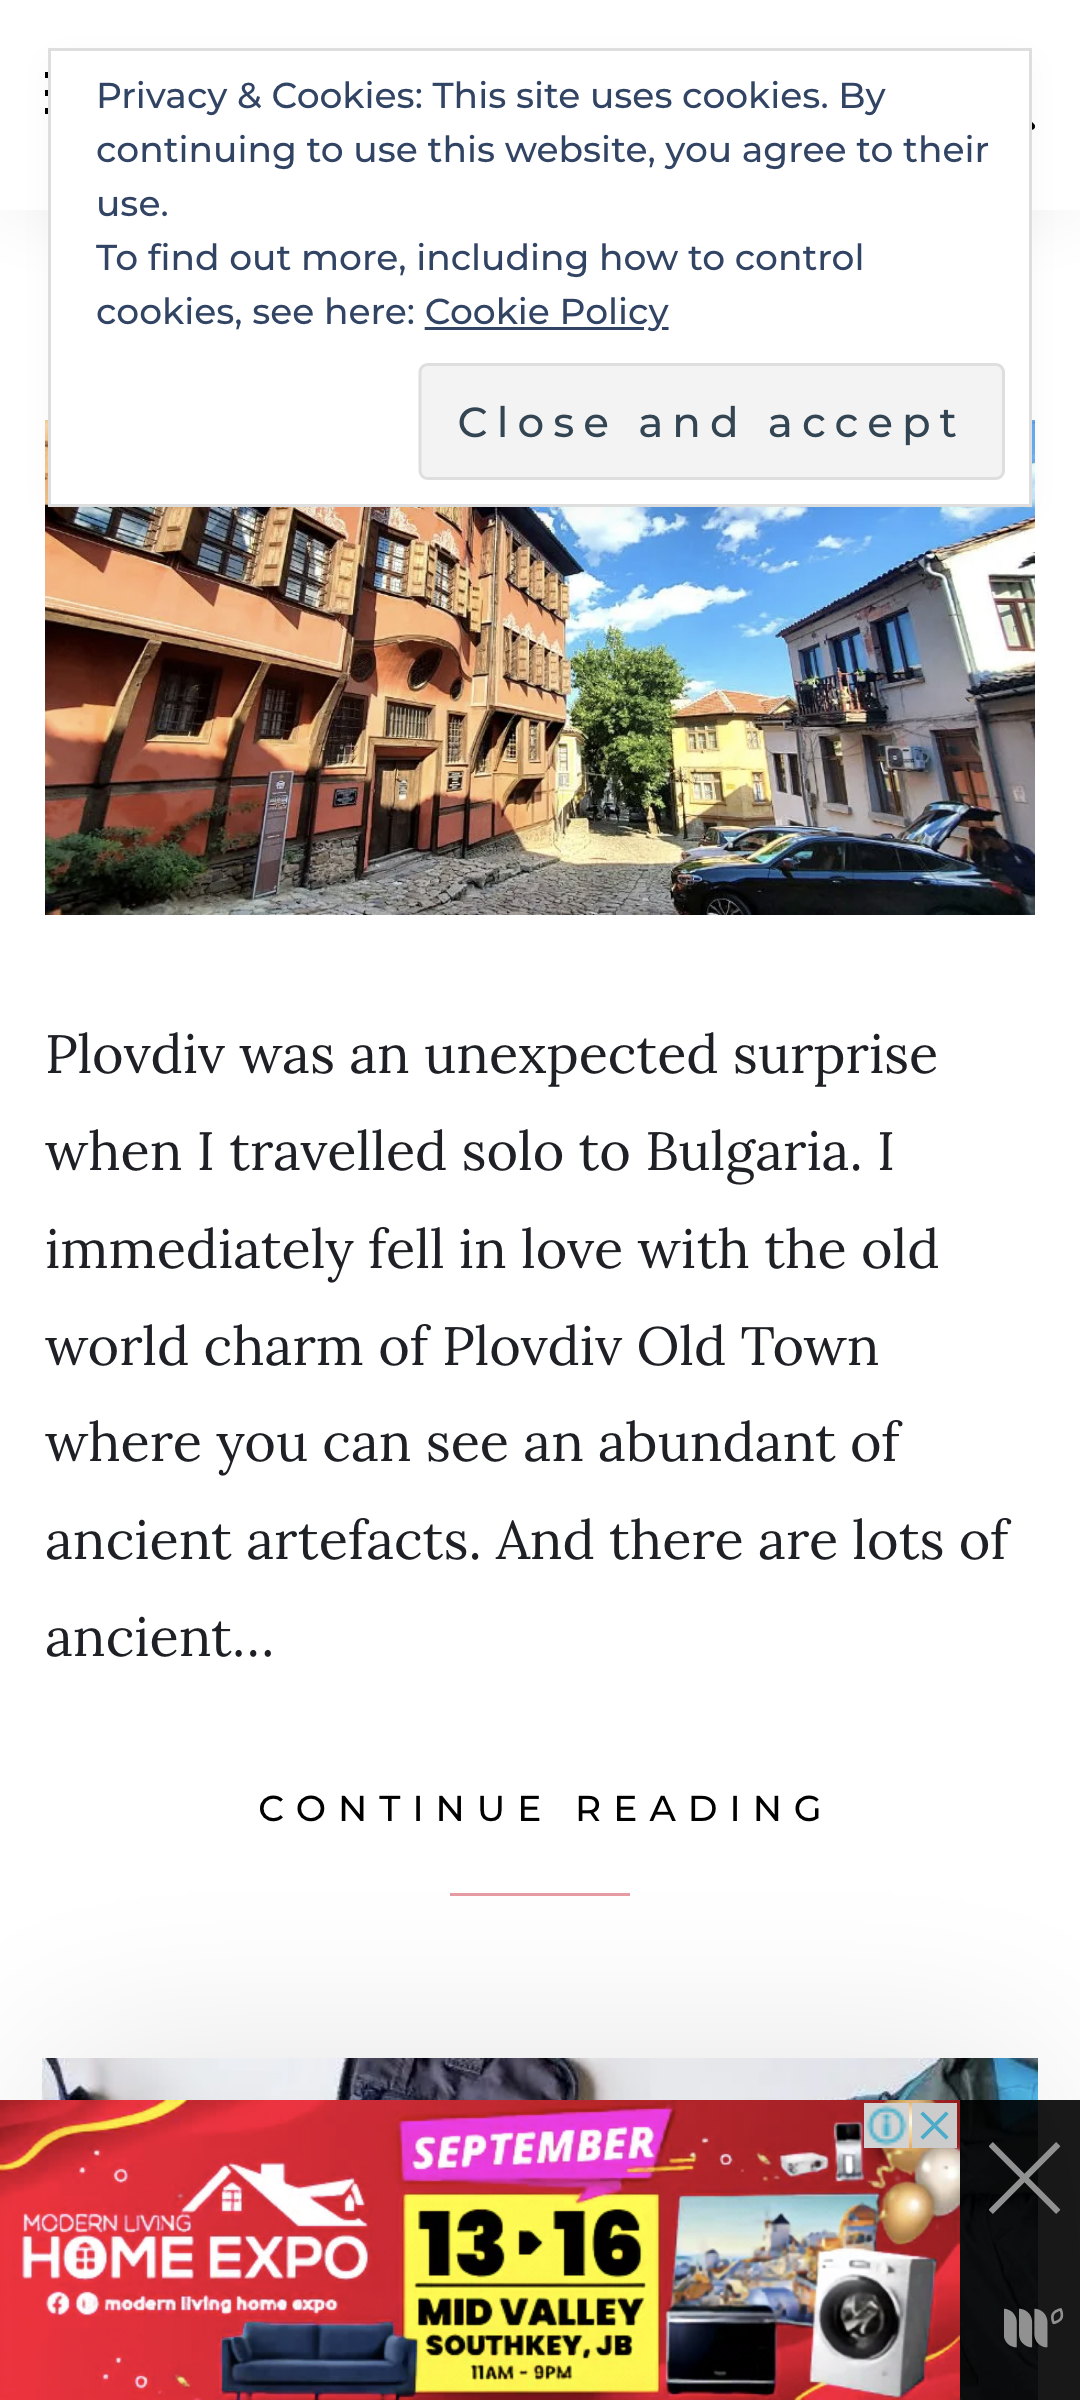 Privacy & Cookies: This site uses cookies. By
continuing to use this website, you agree to their
use.
To find out more, including how to control
cookies, see here: Cookie Policy
Close and accept
Plovdiv was an unexpected surprise
when I travelled solo to Bulgaria. I
immediately fell in love with the old
world charm of Plovdiv Old Town
where you can see an abundant of
ancient artefacts. And there are lots of
ancient...
CONTINUE READING
MODERN LIVING
HOME EXPO
modern living home expo
SEPTEMBER
13 ▸ 16
MID VALLEY
SOUTHKEY, JB
11AM - 9PM